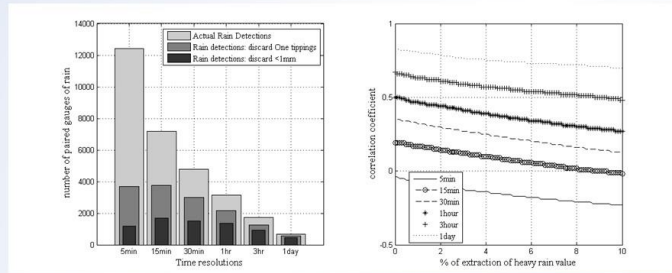 14000
12000
10000
8000
6000
4000
2000
0
number of paired gauges of rain
Actual Rain Detections
Rain detections: discard One tippings
Rain detections: discard <1mm
5min 15min 30min 1hr 3hr 1day
Time resolutions
1
0.5
0
-0.5
correlation coefficient
5min
15min
30min
1hour
3hour
1day
0 2 4 6 8 10
% of extraction of heavy rain value